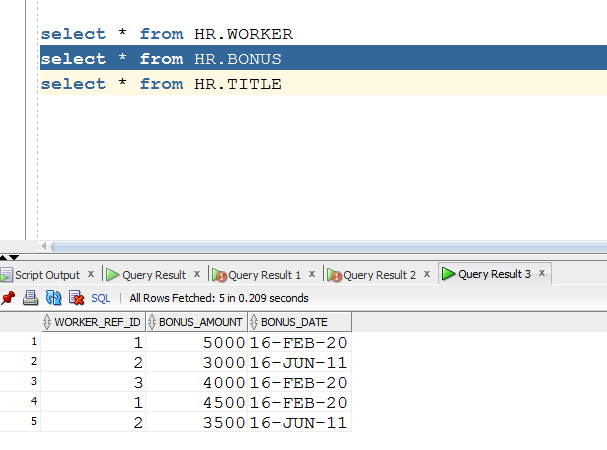 select * from HR.WORKER
select * from HR.BONUS
select * from HR.TITLE
Script Output x Query Result x Query Result 1 x Query Result 2 x Query Result 3 x
SQL | All Rows Fetched: 5 in 0.209 seconds
WORKER_REF_ID BONUS_AMOUNT BONUS_DATE
1 1 5000 16-FEB-20
2 2 3000 16-JUN-11
3 3 4000 16-FEB-20
4 1 4500 16-FEB-20
5 2 3500 16-JUN-11